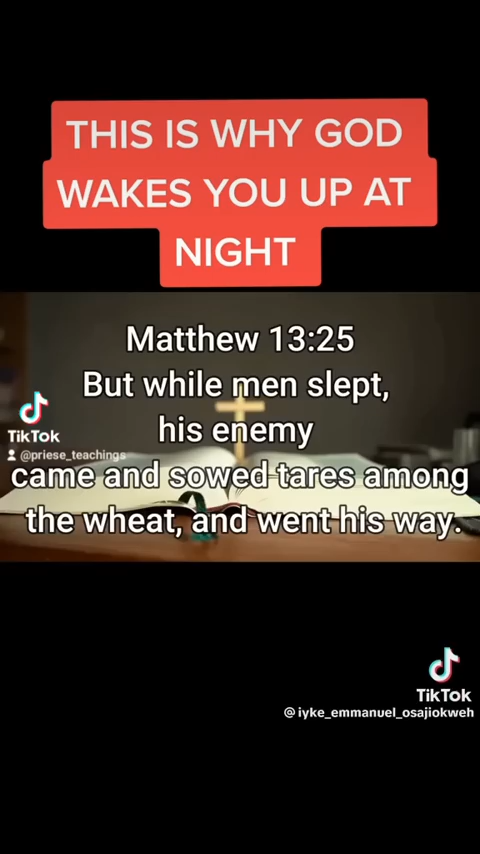 THIS IS WHY GOD
WAKES YOU UP AT
NIGHT
Matthew 13:25
But while men slept,
his enemy
came and sowed tares among
the wheat, and went his way.
TikTok
@priese_teachings
TikTok
@iyke_emmanuel_osajiokweh